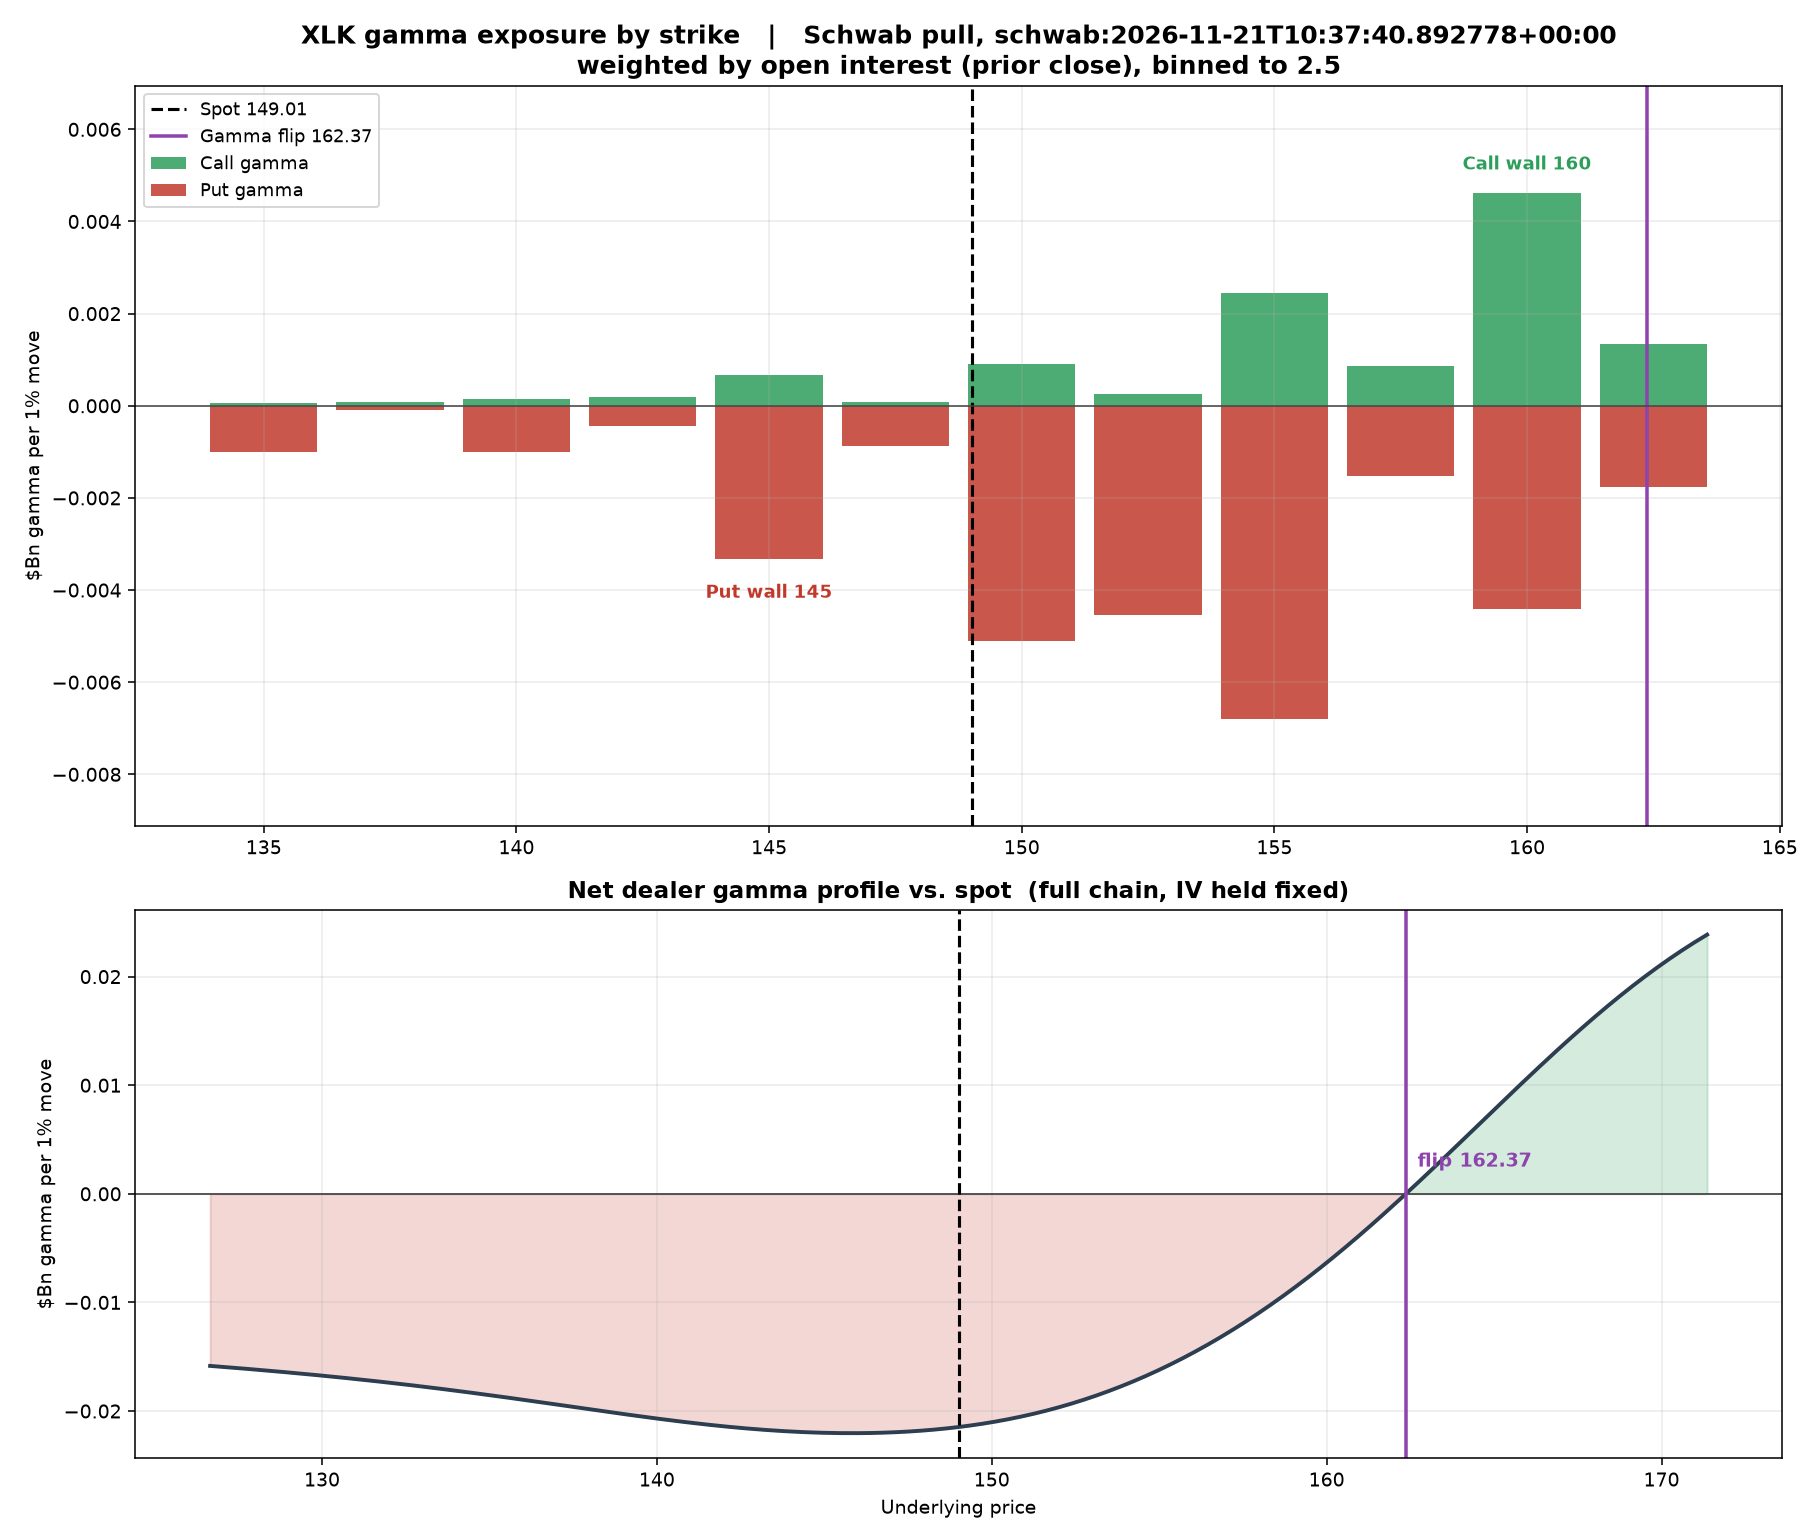 XLK gamma exposure by strike | Schwab pull, schwab:2026-11-21T10:37:40.892778+00:00
weighted by open interest (prior close), binned to 2.5
Spot 149.01
Gamma flip 162.37
Call gamma
Put gamma
Call wall 160
Put wall 145
$Bn gamma per 1% move
0.006
0.004
0.002
0.000
−0.002
−0.004
−0.006
−0.008
135 140 145 150 155 160 165
Net dealer gamma profile vs. spot (full chain, IV held fixed)
$Bn gamma per 1% move
0.02
0.01
0.00
−0.01
−0.02
flip 162.37
130 140 150 160 170
Underlying price